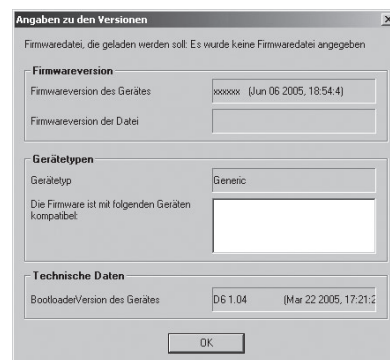 Angaben zu den Versionen
Firmwaredatei, die geladen werden soll: Es wurde keine Firmwaredatei angegeben
Firmwareversion
Firmwareversion des Gerätes xxxxxx (Jun 06 2005, 18:54:4)
Firmwareversion der Datei
Gerätetypen
Gerätetyp Generic
Die Firmware ist mit folgenden Geräten
kompatibel:
Technische Daten
BootloaderVersion des Gerätes D6 1.04 (Mar 22 2005, 17:21:2
OK